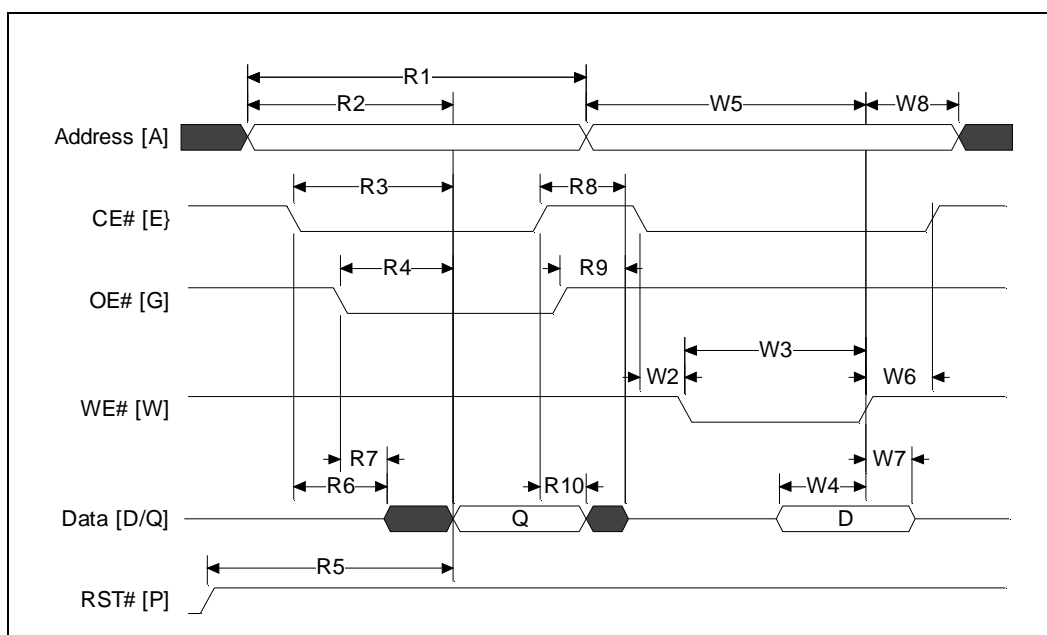 R1
R2
W5
W8
Address [A]
R3
R8
CE# [E}
R4
R9
OE# [G]
W3
W2
W6
WE# [W]
R7
W7
R6
R10
W4
Data [D/Q]
Q
D
R5
RST# [P]